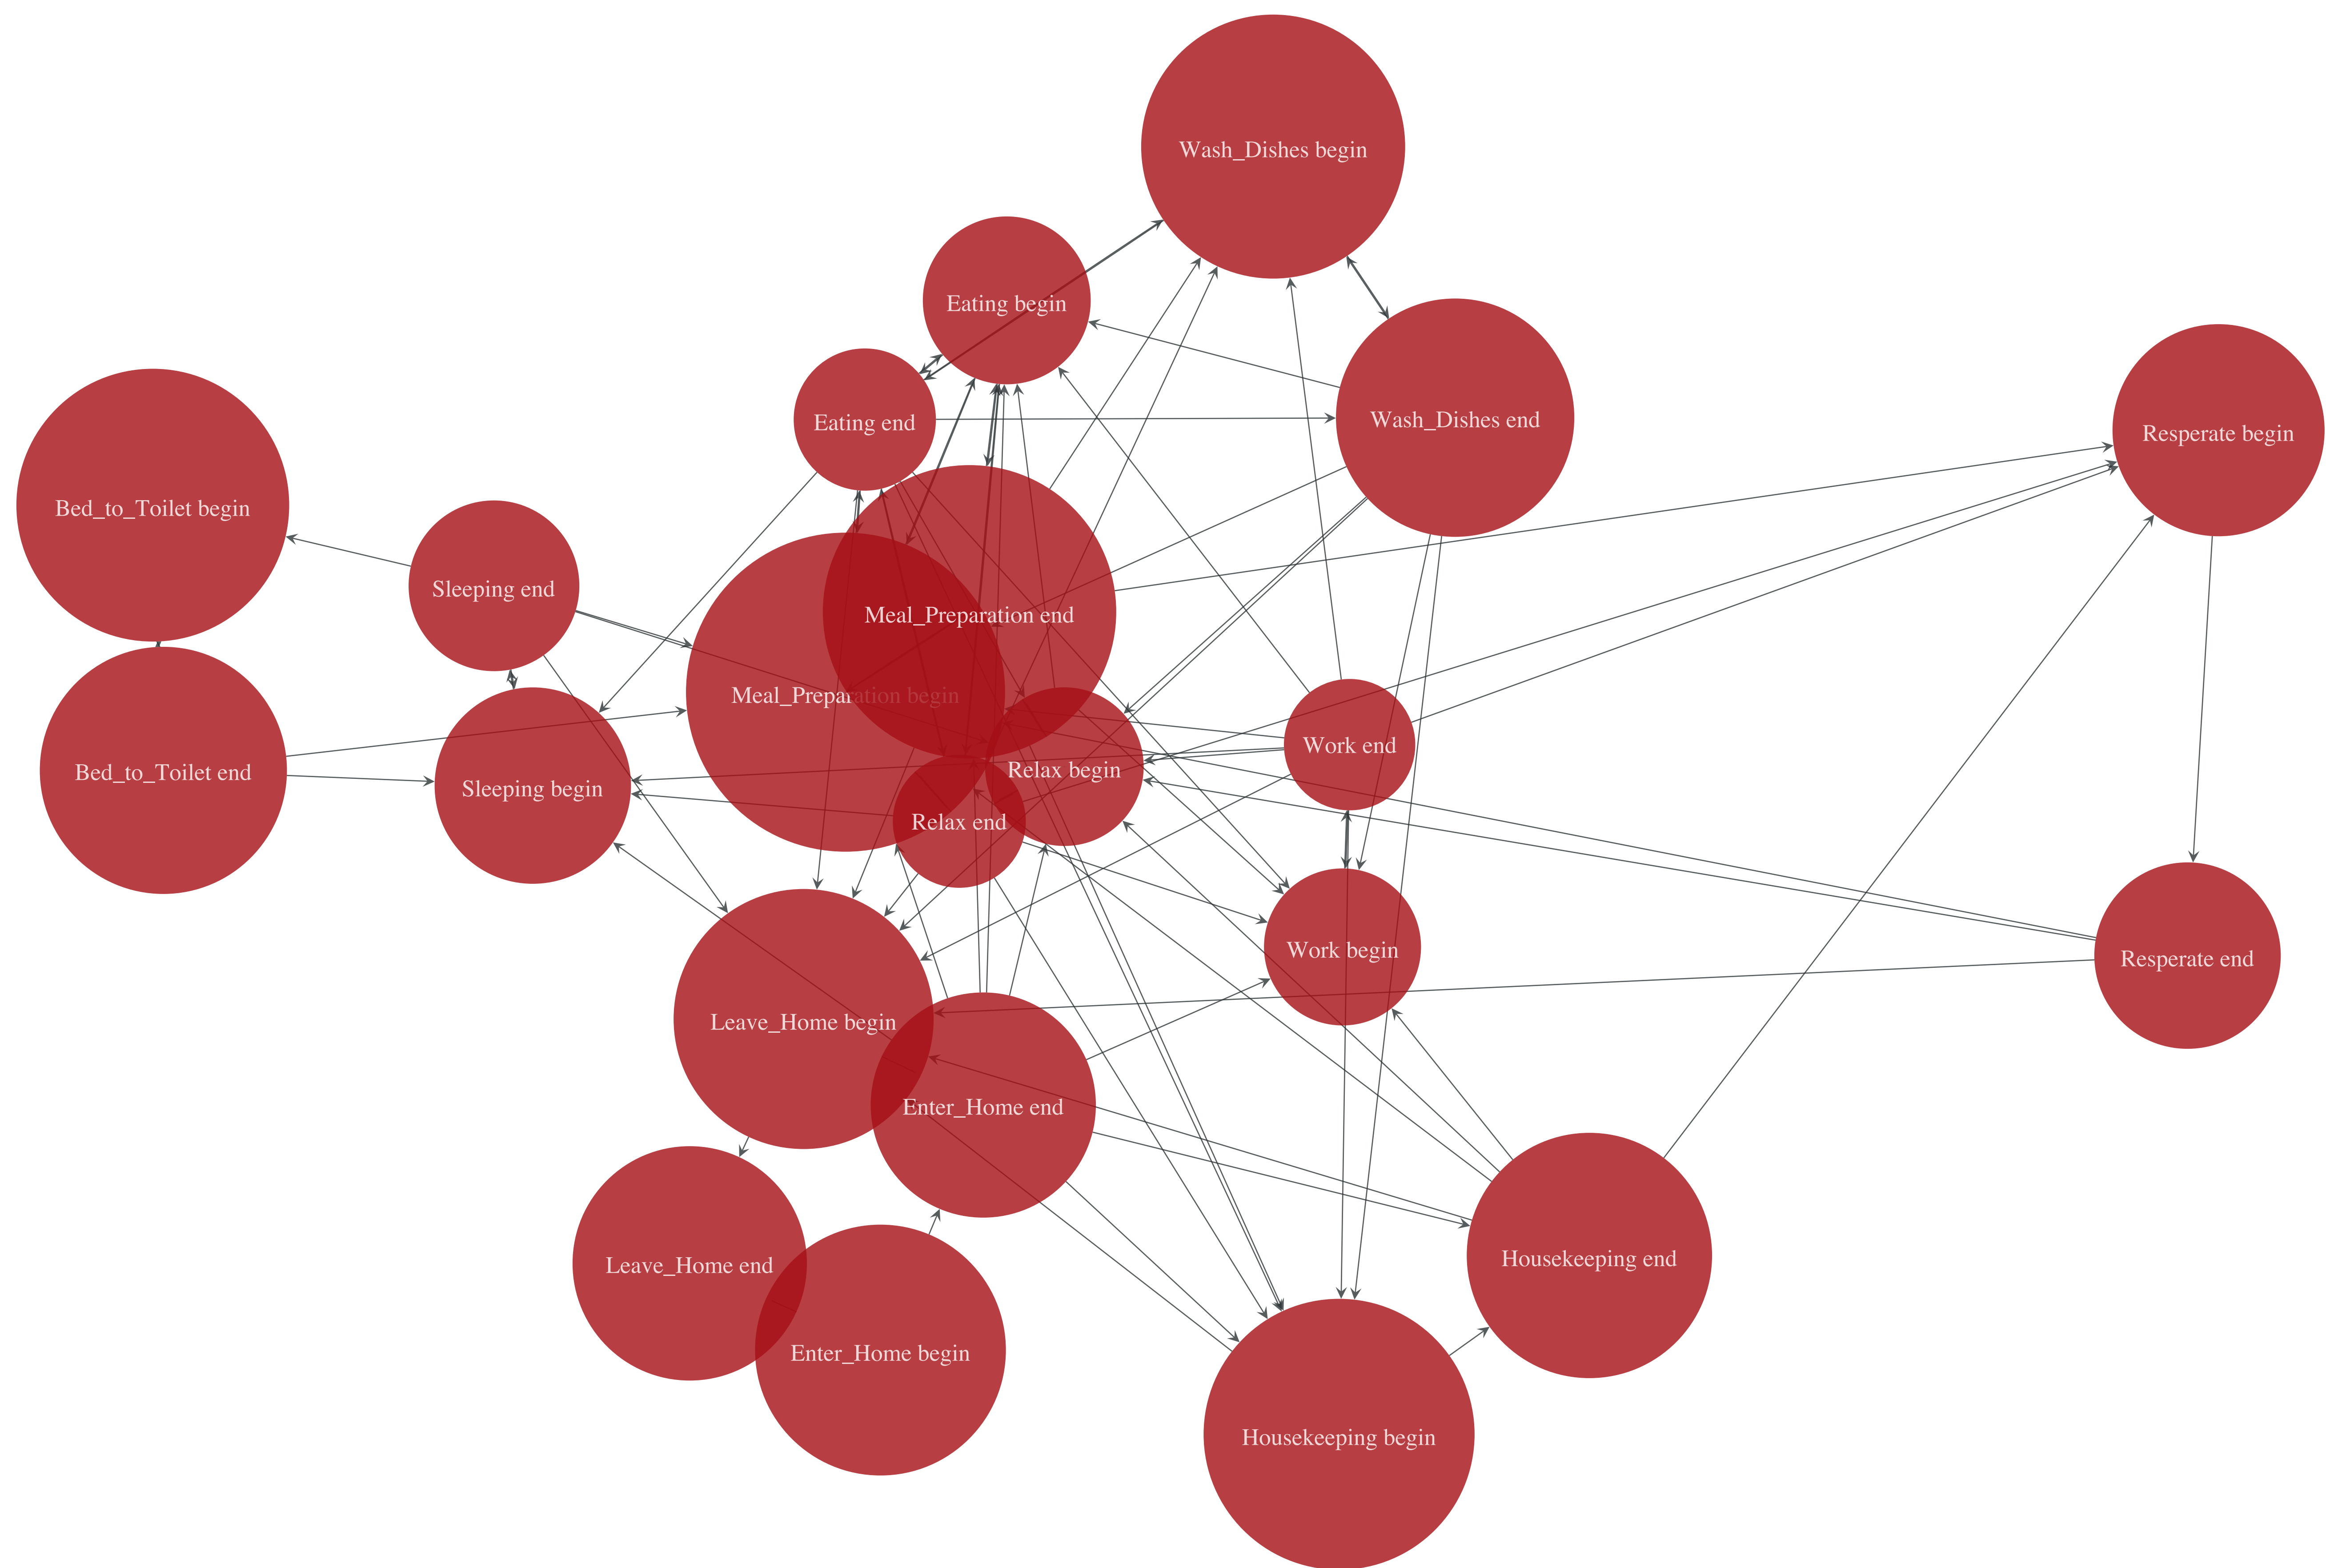 Wash_Dishes begin
Eating begin
Eating end
Wash_Dishes end
Resperate begin
Bed_to_Toilet begin
Sleeping end
Meal_Preparation end
Meal_Preparation begin
Work end
Relax begin
Bed_to_Toilet end
Sleeping begin
Relax end
Work begin
Resperate end
Leave_Home begin
Enter_Home end
Housekeeping end
Leave_Home end
Enter_Home begin
Housekeeping begin